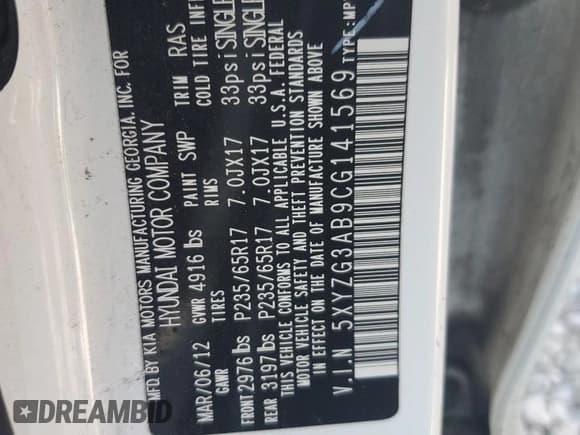 MFD BY KIA MOTORS MANUFACTURING GEORGIA, INC. FOR
HYUNDAI MOTOR COMPANY
MAR/06/12 GVWR 4916 lbs PAINT SWP TRIM RAS
GAWR TIRES RIMS COLD TIRE INF
FRONT 2976 lbs P235/65R17 7.0JX17 33psi SINGLE
REAR 3197 lbs P235/65R17 7.0JX17 33psi SINGLE
THIS VEHICLE CONFORMS TO ALL APPLICABLE U.S.A. FEDERAL
MOTOR VEHICLE SAFETY AND THEFT PREVENTION STANDARDS
IN EFFECT ON THE DATE OF MANUFACTURE SHOWN ABOVE
V.I.N 5XYZG3AB9CG141569 TYPE:MP
DREAMBID